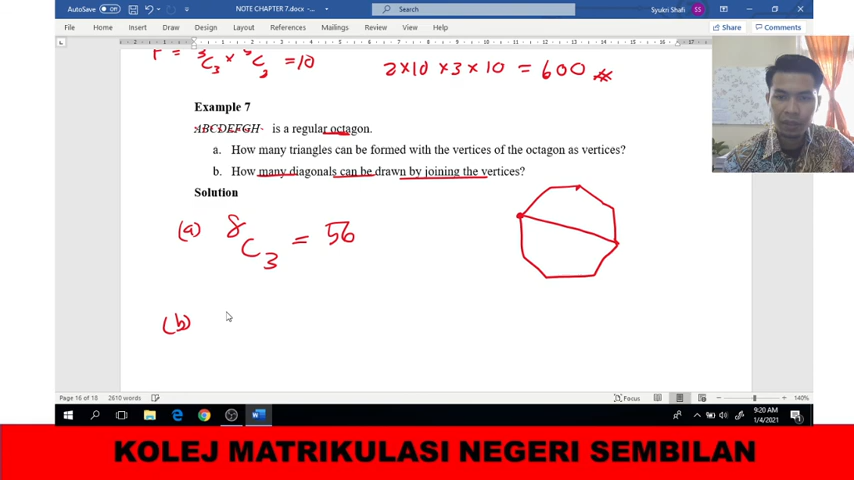 AutoSave Off NOTE CHAPTER 7.docx Search Syukri Shafi SS
File Home Insert Draw Design Layout References Mailings Review View Help Share Comments
= ⁵C₃ × ⁵C₂ = 10
2×10×3×10 = 600
Example 7
ABCDEFGH is a regular octagon.
a. How many triangles can be formed with the vertices of the octagon as vertices?
b. How many diagonals can be drawn by joining the vertices?
Solution
(a) ⁸C₃ = 56
(b)
Page 16 of 18 2610 words Focus 140%
9:20 AM
1/4/2021
KOLEJ MATRIKULASI NEGERI SEMBILAN